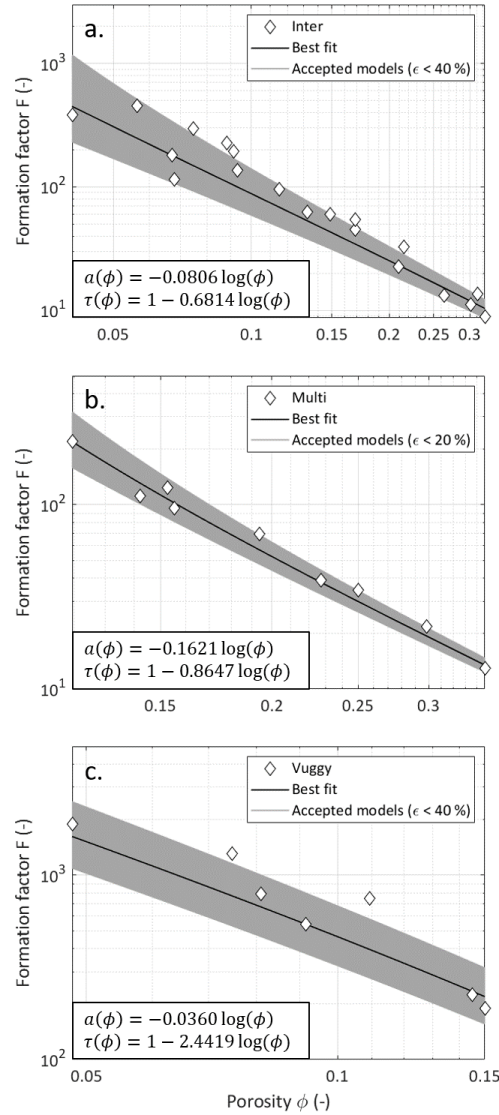 a.
Inter
Best fit
Accepted models (ϵ < 40 %)
Formation factor F (-)
10³
10²
10¹
a(ϕ) = −0.0806 log(ϕ)
τ(ϕ) = 1 − 0.6814 log(ϕ)
0.05 0.1 0.15 0.2 0.25 0.3
b.
Multi
Best fit
Accepted models (ϵ < 20 %)
Formation factor F (-)
10²
10¹
a(ϕ) = −0.1621 log(ϕ)
τ(ϕ) = 1 − 0.8647 log(ϕ)
0.15 0.2 0.25 0.3
c.
Vuggy
Best fit
Accepted models (ϵ < 40 %)
Formation factor F (-)
10³
10²
a(ϕ) = −0.0360 log(ϕ)
τ(ϕ) = 1 − 2.4419 log(ϕ)
0.05 0.1 0.15
Porosity ϕ (-)